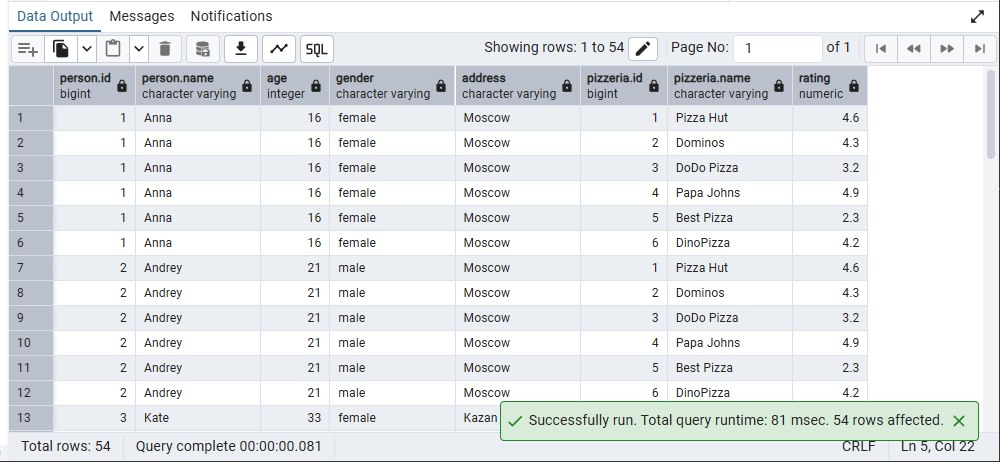 Data Output Messages Notifications
SQL Showing rows: 1 to 54 Page No: 1 of 1
person.id person.name age gender address pizzeria.id pizzeria.name rating
bigint character varying integer character varying character varying bigint character varying numeric
1 1 Anna 16 female Moscow 1 Pizza Hut 4.6
2 1 Anna 16 female Moscow 2 Dominos 4.3
3 1 Anna 16 female Moscow 3 DoDo Pizza 3.2
4 1 Anna 16 female Moscow 4 Papa Johns 4.9
5 1 Anna 16 female Moscow 5 Best Pizza 2.3
6 1 Anna 16 female Moscow 6 DinoPizza 4.2
7 2 Andrey 21 male Moscow 1 Pizza Hut 4.6
8 2 Andrey 21 male Moscow 2 Dominos 4.3
9 2 Andrey 21 male Moscow 3 DoDo Pizza 3.2
10 2 Andrey 21 male Moscow 4 Papa Johns 4.9
11 2 Andrey 21 male Moscow 5 Best Pizza 2.3
12 2 Andrey 21 male Moscow 6 DinoPizza 4.2
13 3 Kate 33 female Kazan
Successfully run. Total query runtime: 81 msec. 54 rows affected.
Total rows: 54 Query complete 00:00:00.081 CRLF Ln 5, Col 22